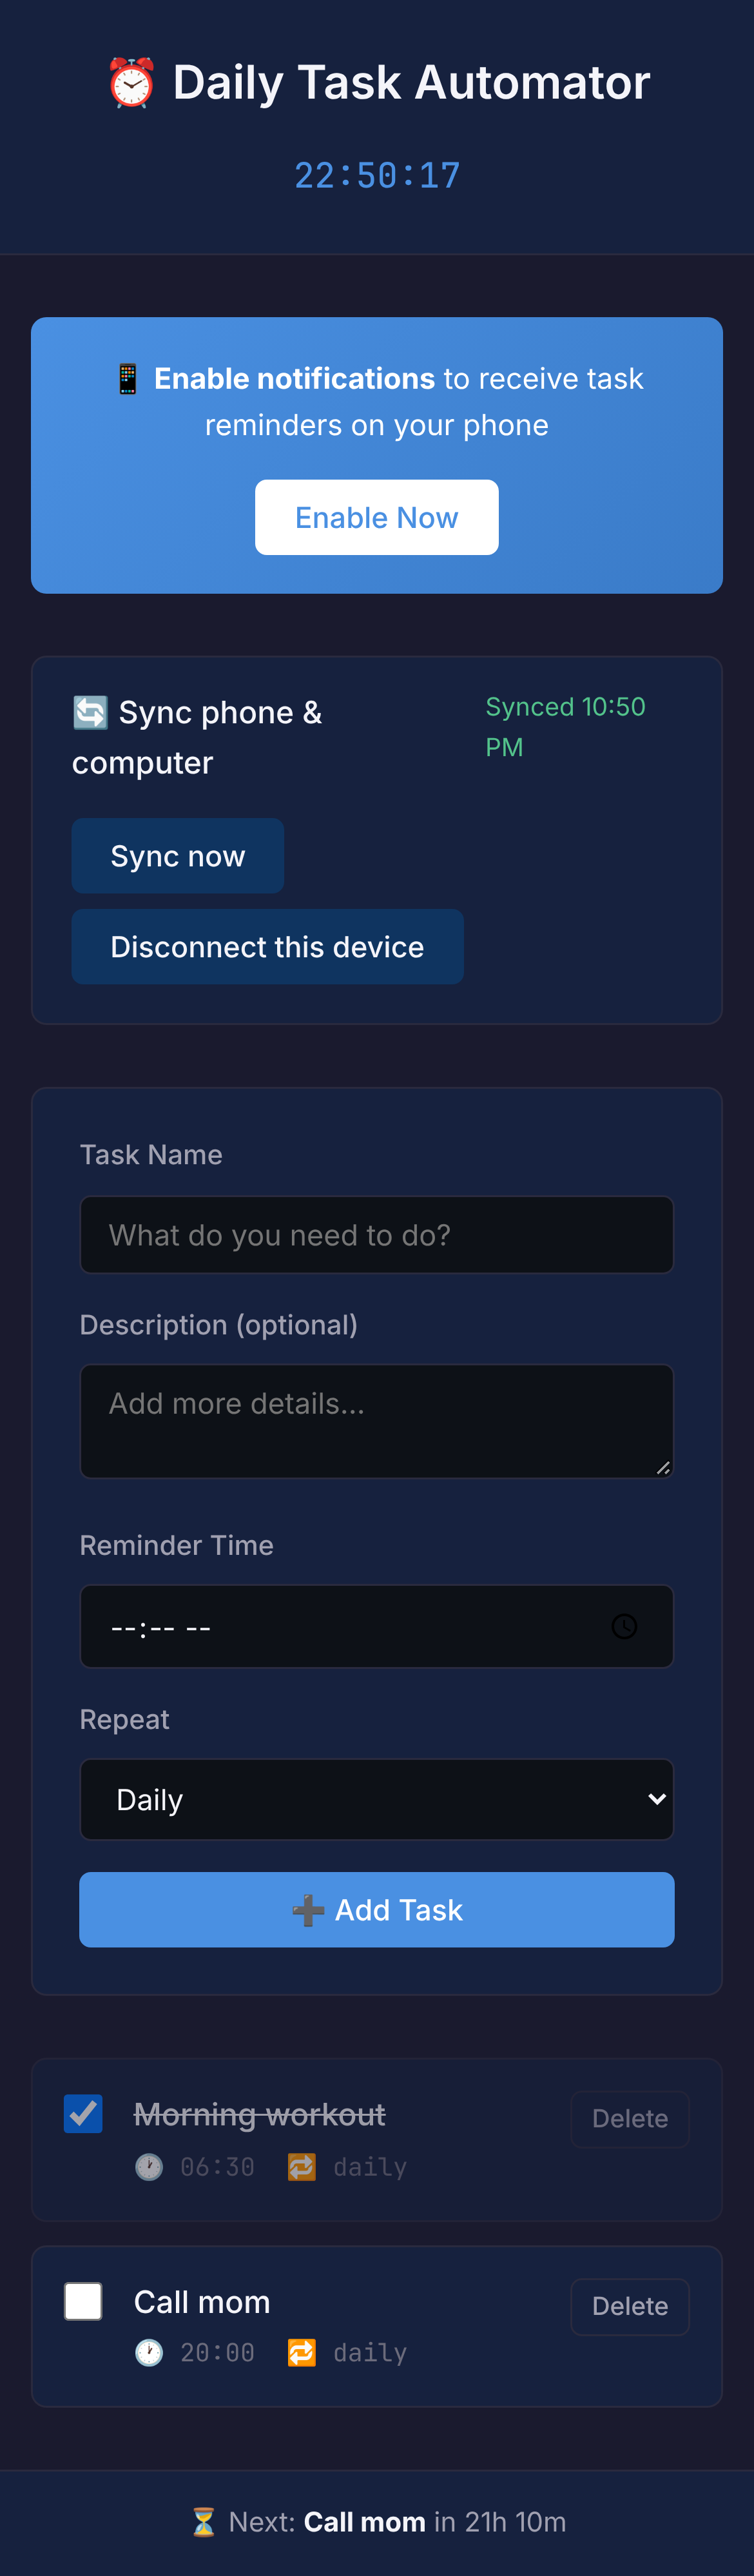 ⏰ Daily Task Automator
22:50:17
📱 Enable notifications to receive task
reminders on your phone
Enable Now
🔄 Sync phone &
computer
Synced 10:50
PM
Sync now
Disconnect this device
Task Name
What do you need to do?
Description (optional)
Add more details...
Reminder Time
--:-- --
Repeat
Daily
➕ Add Task
Morning workout
Delete
🕐 06:30 🔁 daily
Call mom
Delete
🕐 20:00 🔁 daily
⏳ Next: Call mom in 21h 10m